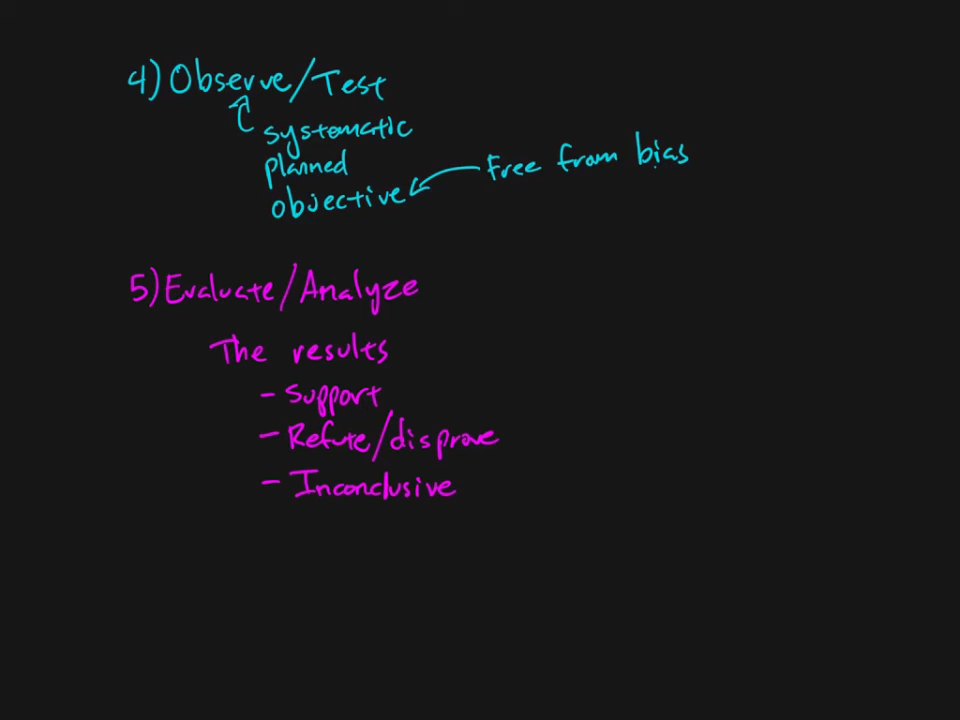 4) Observe/Test
systematic
planned
objective
Free from bias
5) Evaluate/Analyze
The results
- Support
- Refute/disprove
- Inconclusive